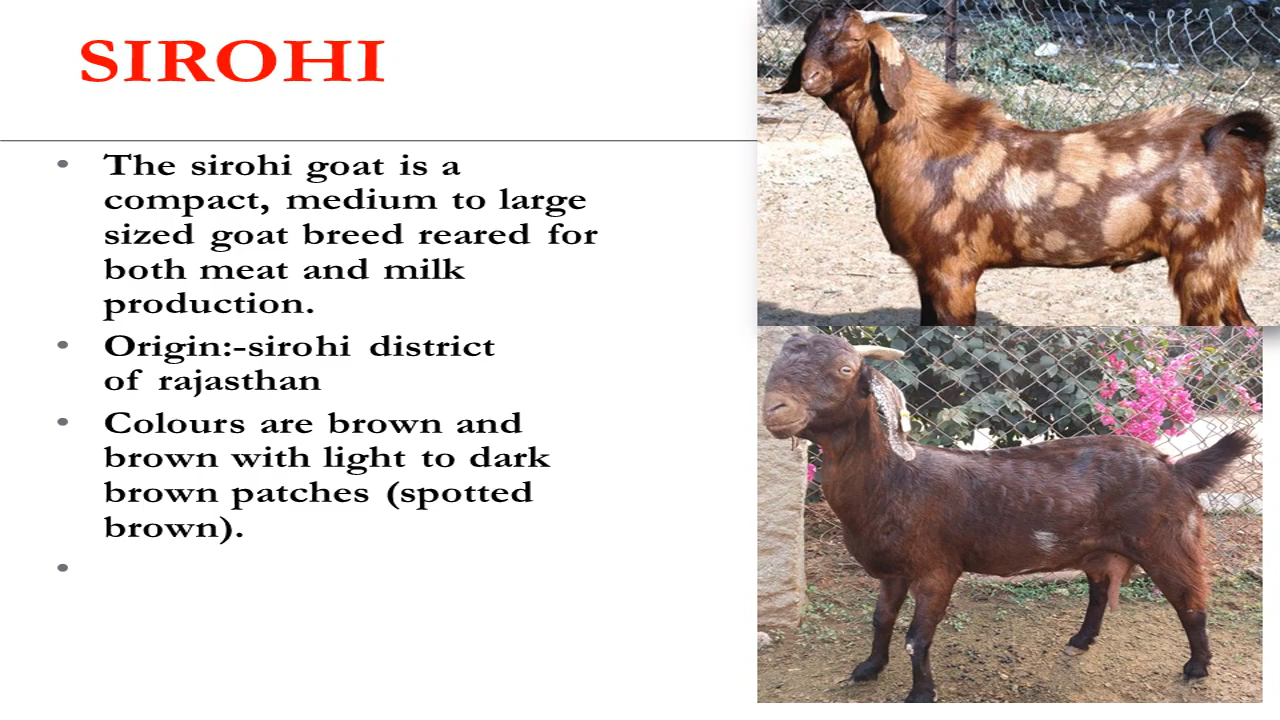 SIROHI
• The sirohi goat is a
compact, medium to large
sized goat breed reared for
both meat and milk
production.
• Origin:-sirohi district
of rajasthan
• Colours are brown and
brown with light to dark
brown patches (spotted
brown).
•